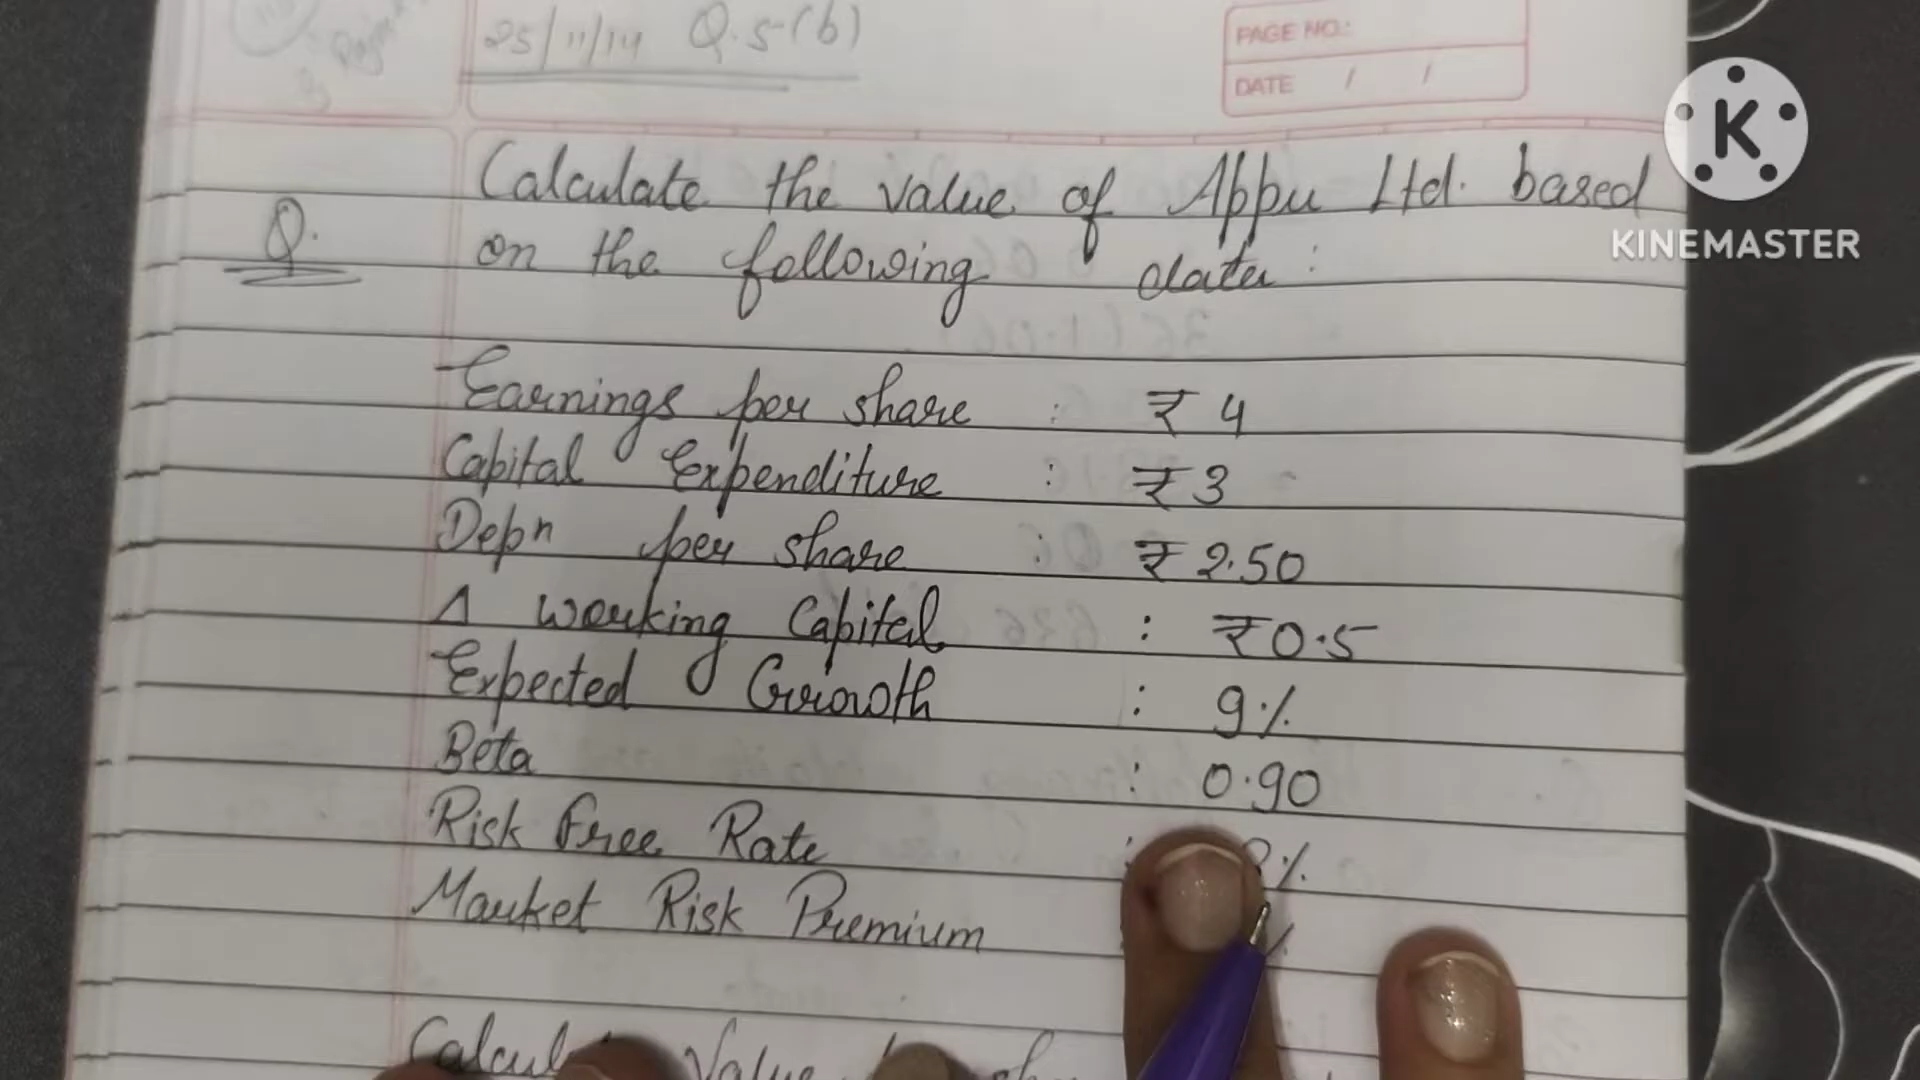 25/11/14 Q.5-(b)
PAGE NO.:
DATE / /
KINEMASTER
Q. Calculate the value of Appu Ltd. based
on the following data:
Earnings per share : ₹ 4
Capital Expenditure : ₹ 3
Depn per share : ₹ 2.50
Δ working Capital : ₹0.5
Expected Growth : 9%
Beta : 0.90
Risk Free Rate : %
Market Risk Premium %
Value